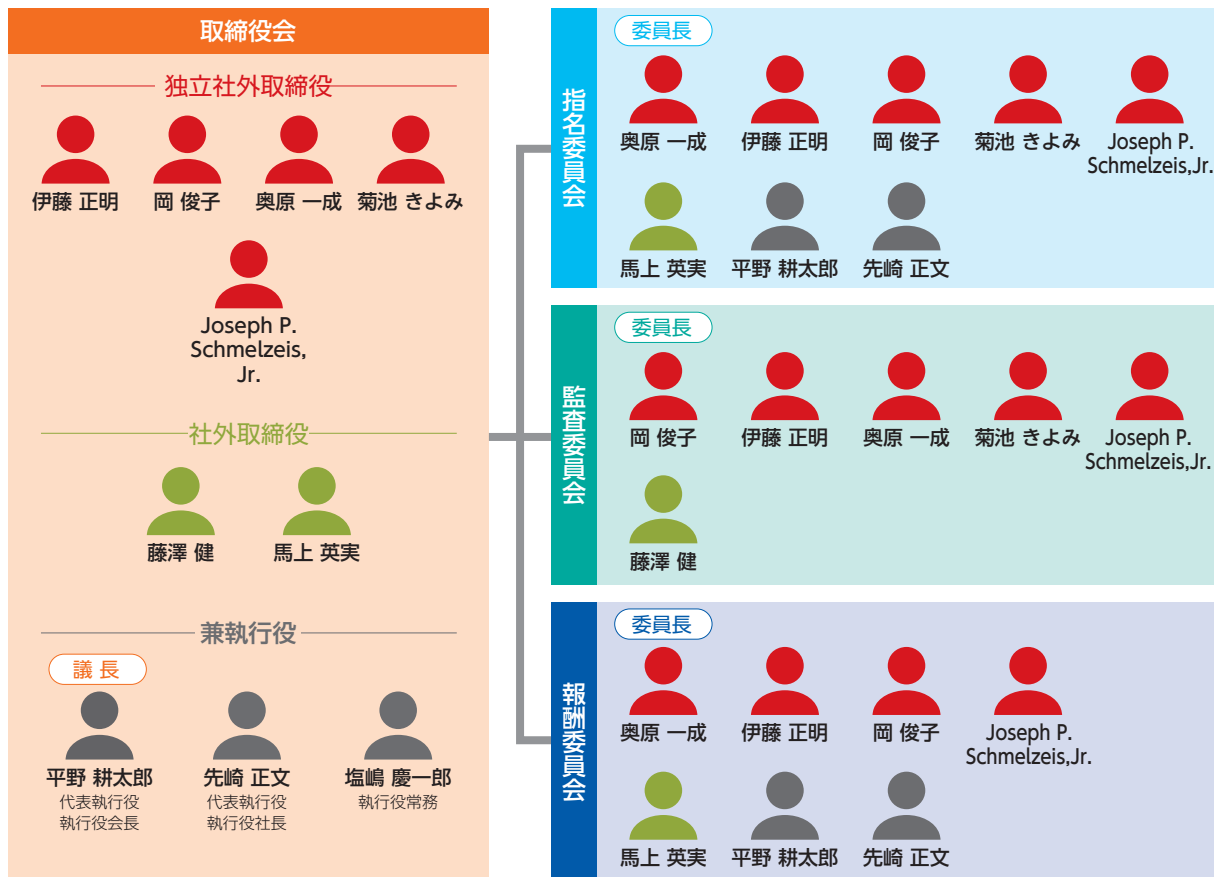 取締役会
独立社外取締役
伊藤 正明
岡 俊子
奥原 一成
菊池 きよみ
Joseph P.
Schmelzeis,
Jr.
社外取締役
藤澤 健
馬上 英実
兼執行役
議 長
平野 耕太郎
代表執行役
執行役会長
先崎 正文
代表執行役
執行役社長
塩嶋 慶一郎
執行役常務
指名委員会
委員長
奥原 一成
伊藤 正明
岡 俊子
菊池 きよみ
Joseph P.
Schmelzeis,Jr.
馬上 英実
平野 耕太郎
先崎 正文
監査委員会
委員長
岡 俊子
伊藤 正明
奥原 一成
菊池 きよみ
Joseph P.
Schmelzeis,Jr.
藤澤 健
報酬委員会
委員長
奥原 一成
伊藤 正明
岡 俊子
Joseph P.
Schmelzeis,Jr.
馬上 英実
平野 耕太郎
先崎 正文